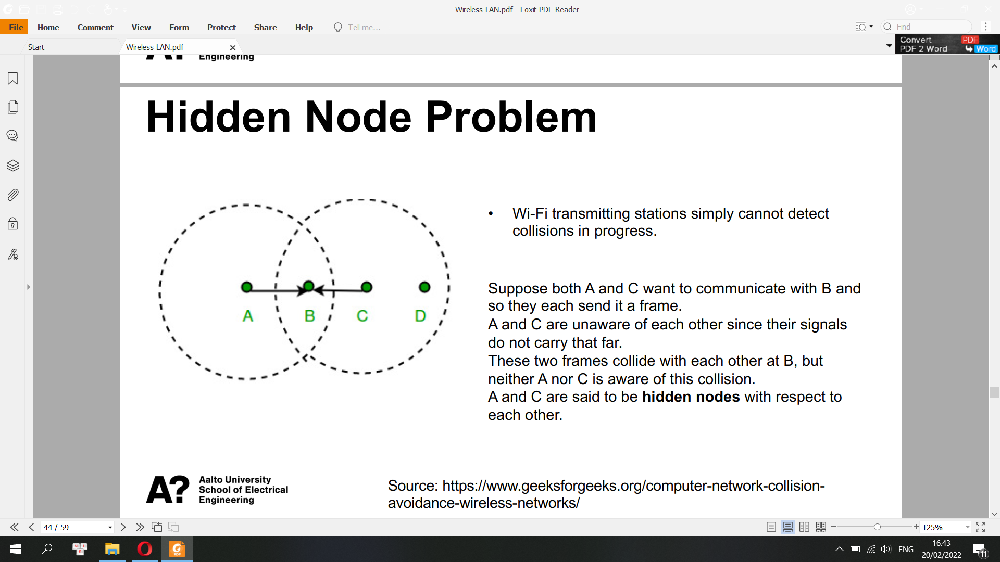 Wireless LAN.pdf - Foxit PDF Reader
File Home Comment View Form Protect Share Help Tell me... Find
Start Wireless LAN.pdf
Convert PDF
PDF 2 Word Word
Engineering
Hidden Node Problem
• Wi-Fi transmitting stations simply cannot detect
collisions in progress.
A B C D
Suppose both A and C want to communicate with B and
so they each send it a frame.
A and C are unaware of each other since their signals
do not carry that far.
These two frames collide with each other at B, but
neither A nor C is aware of this collision.
A and C are said to be hidden nodes with respect to
each other.
A?
Aalto University
School of Electrical
Engineering
Source: https://www.geeksforgeeks.org/computer-network-collision-
avoidance-wireless-networks/
44 / 59 125%
ENG
16.43
20/02/2022
11